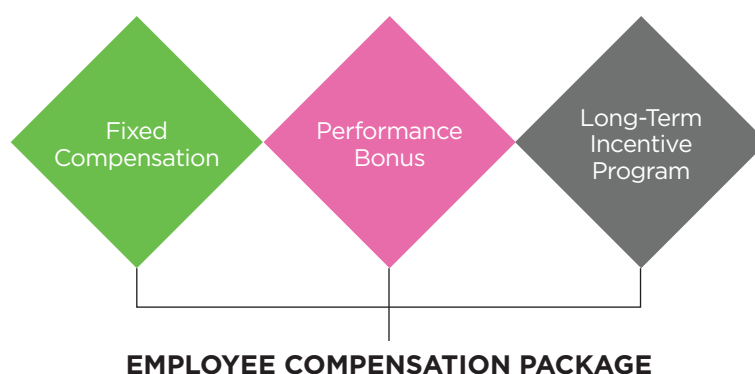 Fixed
Compensation
Performance
Bonus
Long-Term
Incentive
Program
EMPLOYEE COMPENSATION PACKAGE